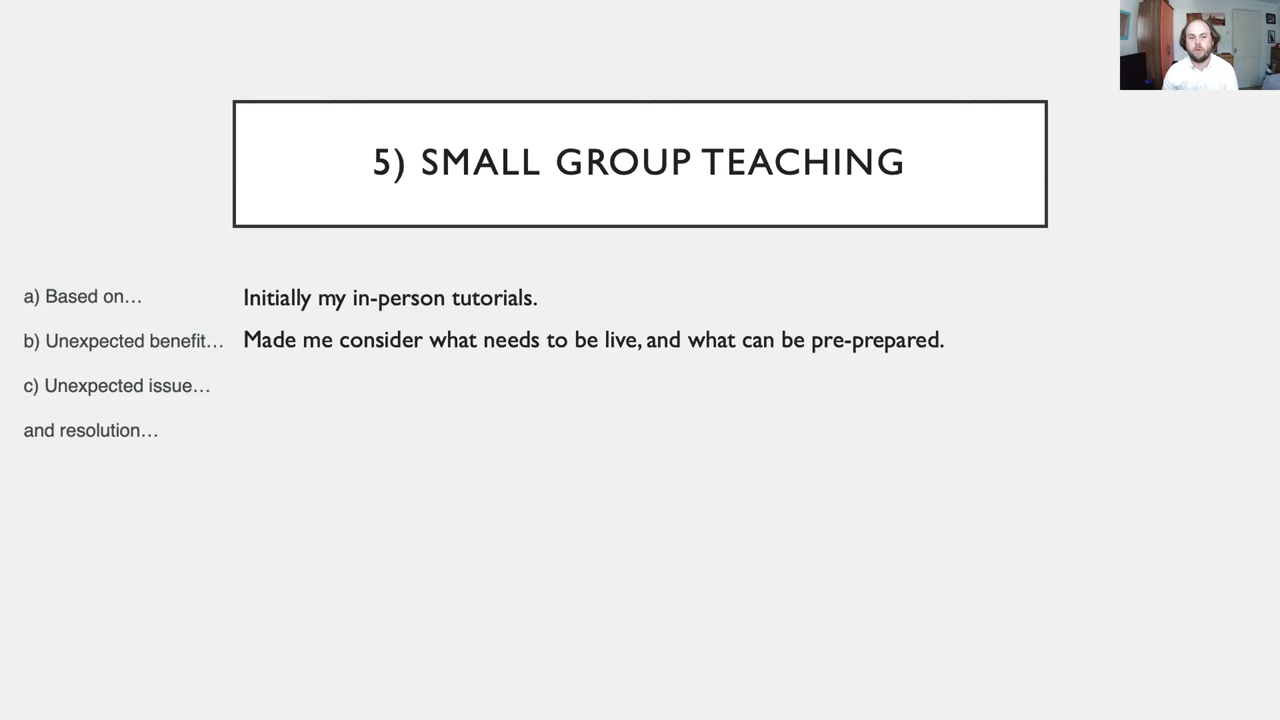 5) SMALL GROUP TEACHING
a) Based on… Initially my in-person tutorials.
b) Unexpected benefit… Made me consider what needs to be live, and what can be pre-prepared.
c) Unexpected issue…
and resolution…